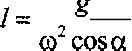 l = g / (ω² cos α)